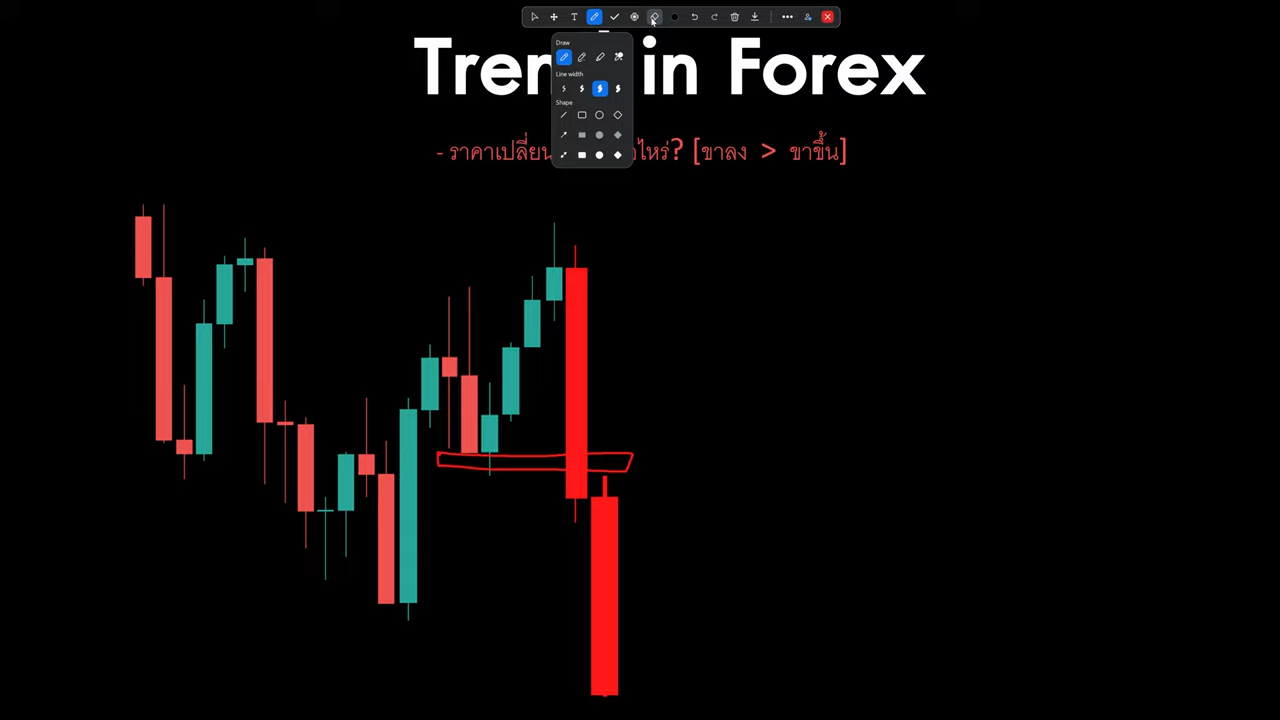 Draw
Line width
Shape
Tren in Forex
- ราคาเปลี่ยน ไหร่? [ขาลง > ขาขึ้น]